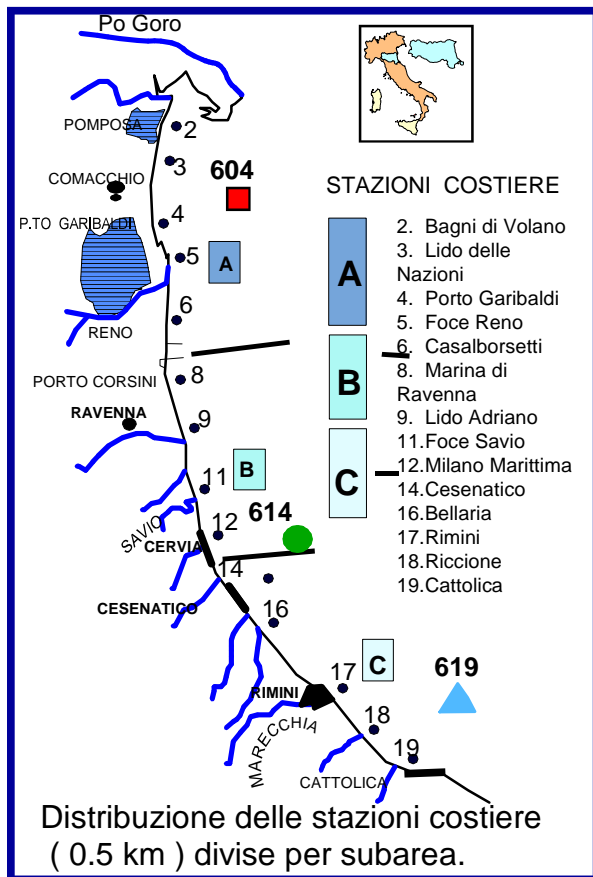 Po Goro
POMPOSA
2
3
604
COMACCHIO
STAZIONI COSTIERE
P.TO GARIBALDI
4
5
A
6
RENO
PORTO CORSINI
8
RAVENNA
9
11
B
SAVIO
12
614
CERVIA
14
CESENATICO
16
17
C
619
RIMINI
MARECCHIA
18
19
CATTOLICA
A
B
C
2. Bagni di Volano
3. Lido delle
Nazioni
4. Porto Garibaldi
5. Foce Reno
6. Casalborsetti
8. Marina di
Ravenna
9. Lido Adriano
11.Foce Savio
12.Milano Marittima
14.Cesenatico
16.Bellaria
17.Rimini
18.Riccione
19.Cattolica
Distribuzione delle stazioni costiere
( 0.5 km ) divise per subarea.